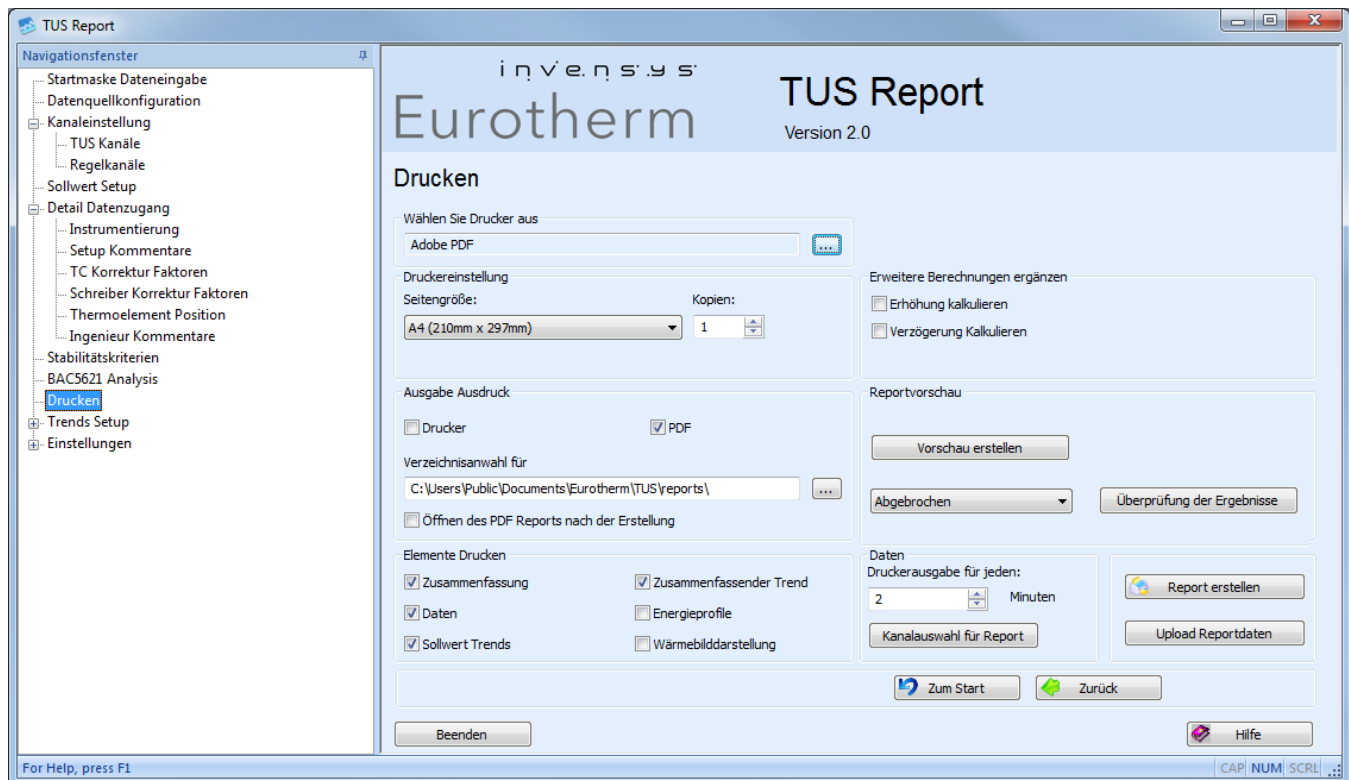 TUS Report
Navigationsfenster
Startmaske Dateneingabe
Datenquellkonfiguration
Kanaleinstellung
TUS Kanäle
Regelkanäle
Sollwert Setup
Detail Datenzugang
Instrumentierung
Setup Kommentare
TC Korrektur Faktoren
Schreiber Korrektur Faktoren
Thermoelement Position
Ingenieur Kommentare
Stabilitätskriterien
BAC5621 Analysis
Drucken
Trends Setup
Einstellungen
invensys
Eurotherm
TUS Report
Version 2.0
Drucken
Wählen Sie Drucker aus
Adobe PDF
...
Druckereinstellung
Seitengröße:
Kopien:
A4 (210mm x 297mm)
1
Erweitere Berechnungen ergänzen
Erhöhung kalkulieren
Verzögerung Kalkulieren
Ausgabe Ausdruck
Drucker
PDF
Verzeichnisanwahl für
C:\Users\Public\Documents\Eurotherm\TUS\reports\
...
Öffnen des PDF Reports nach der Erstellung
Reportvorschau
Vorschau erstellen
Abgebrochen
Überprüfung der Ergebnisse
Elemente Drucken
Zusammenfassung
Zusammenfassender Trend
Daten
Energieprofile
Sollwert Trends
Wärmebilddarstellung
Daten
Druckerausgabe für jeden:
2
Minuten
Kanalauswahl für Report
Report erstellen
Upload Reportdaten
Zum Start
Zurück
Beenden
Hilfe
For Help, press F1
CAP NUM SCRL